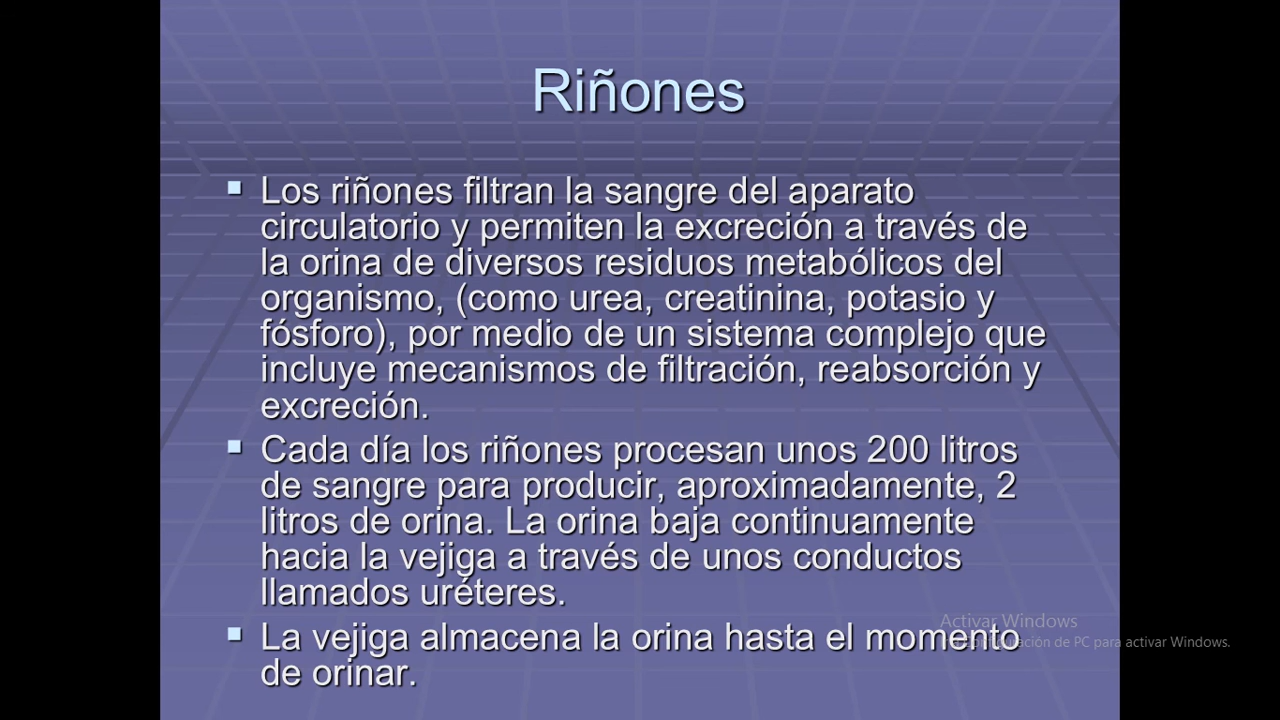 Riñones
Los riñones filtran la sangre del aparato
circulatorio y permiten la excreción a través de
la orina de diversos residuos metabólicos del
organismo, (como urea, creatinina, potasio y
fósforo), por medio de un sistema complejo que
incluye mecanismos de filtración, reabsorción y
excreción.
Cada día los riñones procesan unos 200 litros
de sangre para producir, aproximadamente, 2
litros de orina. La orina baja continuamente
hacia la vejiga a través de unos conductos
llamados uréteres.
La vejiga almacena la orina hasta el momento
de orinar.
Activar Windows
de PC para activar Windows.